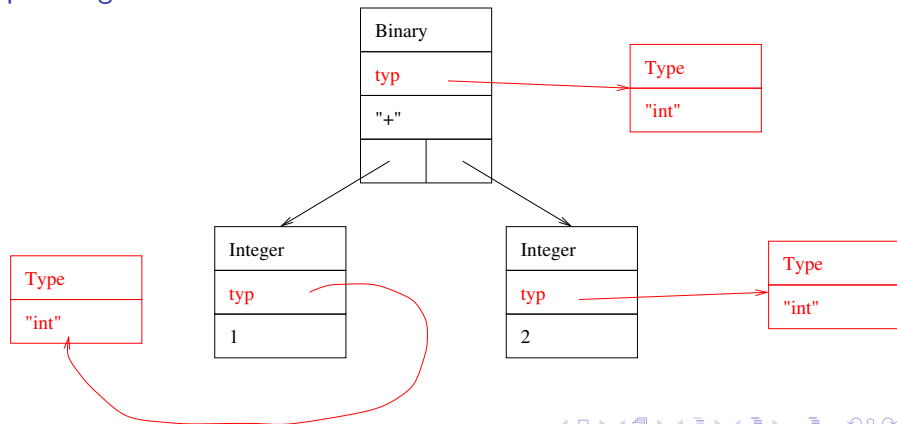 Binary
typ
"+"
Type
"int"
Integer
typ
1
Integer
typ
2
Type
"int"
Type
"int"